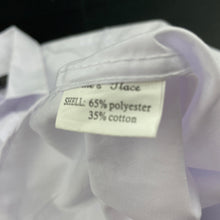 Place
SHELL: 65% polyester
35% cotton